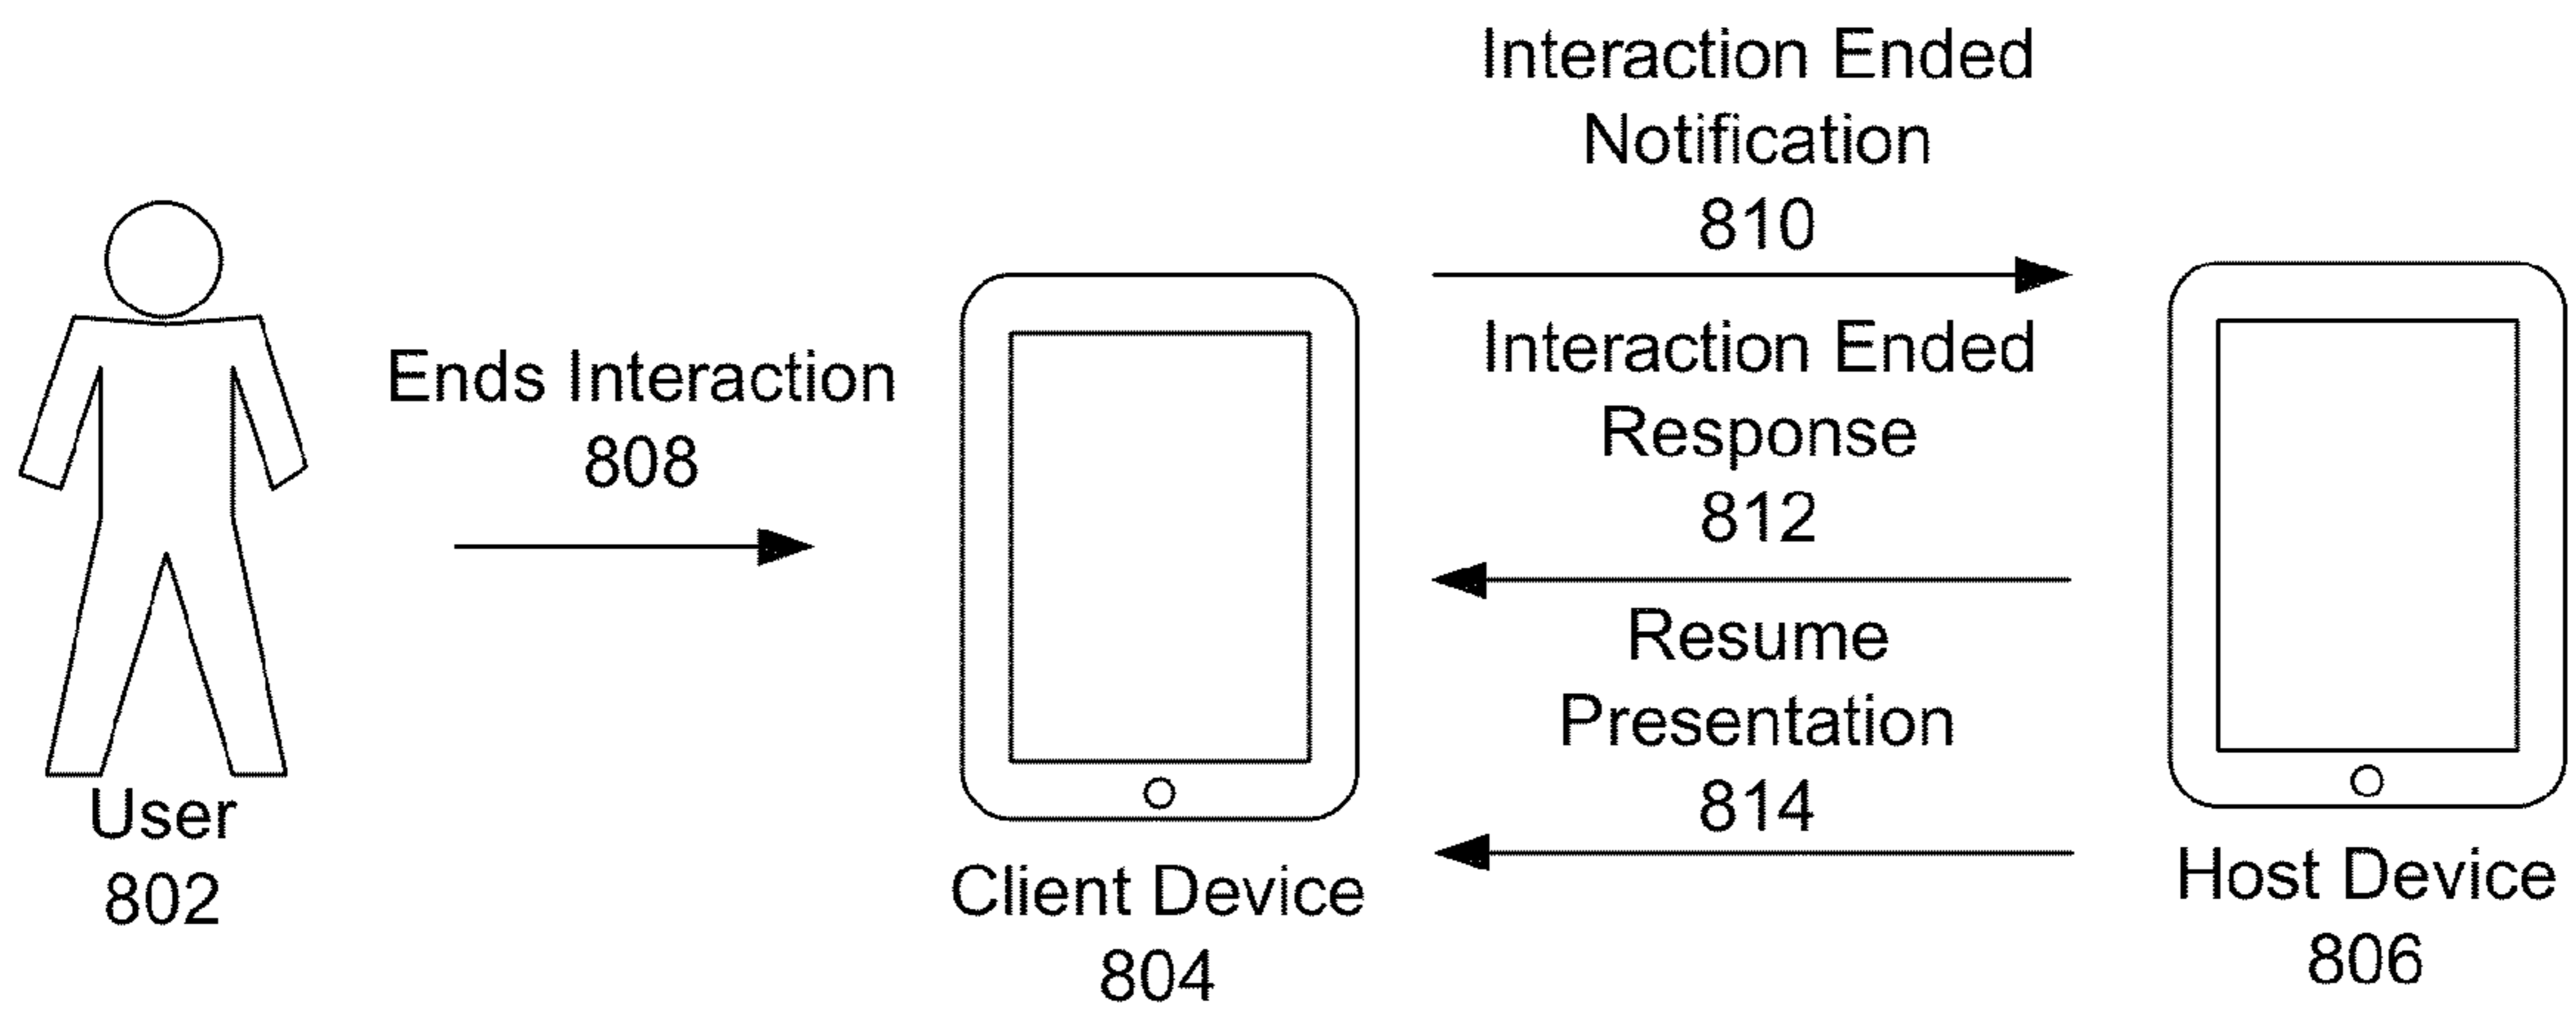 Interaction Ended
Notification
810
Ends Interaction
808
Interaction Ended
Response
812
Resume
Presentation
814
User
802
Client Device
804
Host Device
806